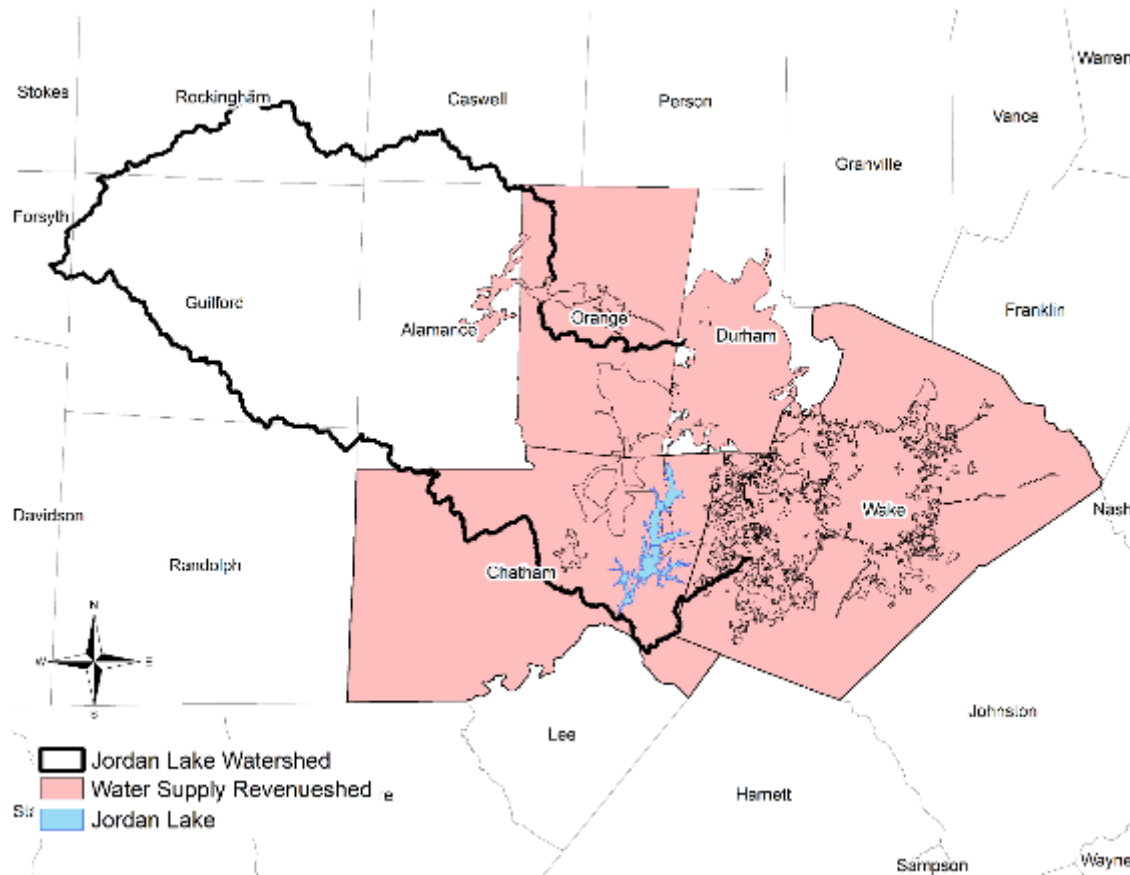 Warren
Stokes
Rockingham
Caswell
Person
Vance
Granville
Forsyth
Guilford
Alamance
Orange
Durham
Franklin
Davidson
Randolph
Chatham
Wake
Nash
N
W
E
S
Lee
Johnston
Harnett
Sampson
Wayne
Jordan Lake Watershed
Water Supply Revenueshed
Jordan Lake